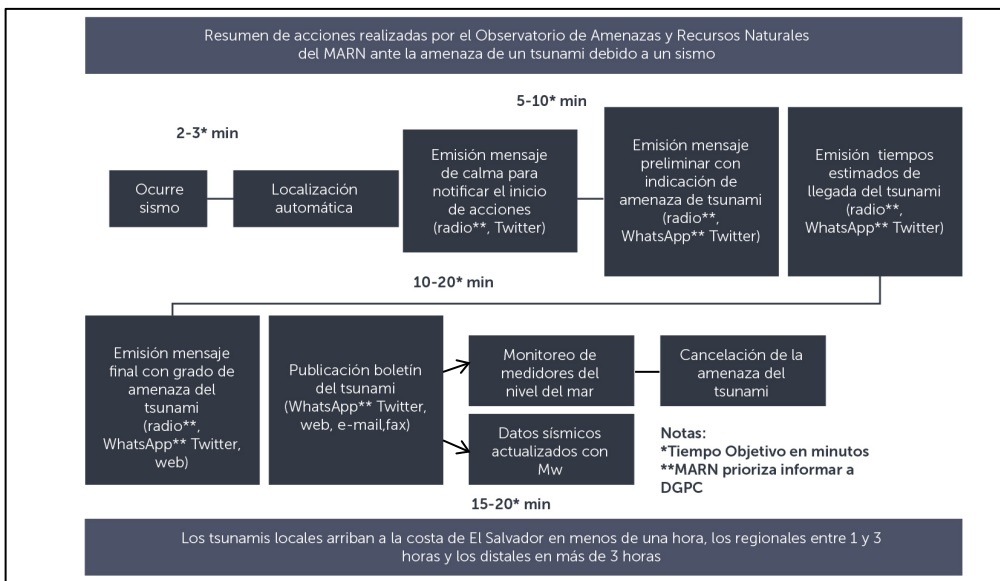 Resumen de acciones realizadas por el Observatorio de Amenazas y Recursos Naturales
del MARN ante la amenaza de un tsunami debido a un sismo
2-3* min
5-10* min
Ocurre
sismo
Localización
automática
Emisión mensaje
de calma para
notificar el inicio
de acciones
(radio**, Twitter)
Emisión mensaje
preliminar con
indicación de
amenaza de tsunami
(radio**,
WhatsApp** Twitter)
Emisión tiempos
estimados de
llegada del tsunami
(radio**,
WhatsApp** Twitter)
10-20* min
Emisión mensaje
final con grado de
amenaza del
tsunami
(radio**,
WhatsApp** Twitter,
web)
Publicación boletín
del tsunami
(WhatsApp** Twitter,
web, e-mail,fax)
Monitoreo de
medidores del
nivel del mar
Cancelación de la
amenaza del
tsunami
Datos sísmicos
actualizados con
Mw
Notas:
*Tiempo Objetivo en minutos
**MARN prioriza informar a
DGPC
15-20* min
Los tsunamis locales arriban a la costa de El Salvador en menos de una hora, los regionales entre 1 y 3
horas y los distales en más de 3 horas